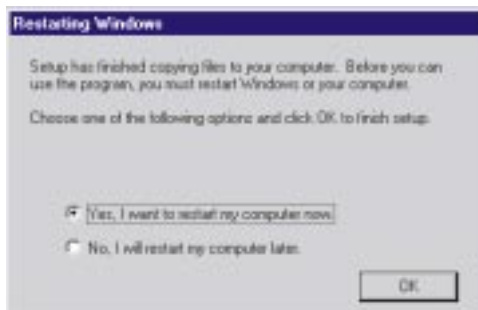 Restarting Windows
Setup has finished copying files to your computer. Before you can
use the program, you must restart Windows or your computer.
Choose one of the following options and click OK to finish setup.
Yes, I want to restart my computer now.
No, I will restart my computer later.
OK